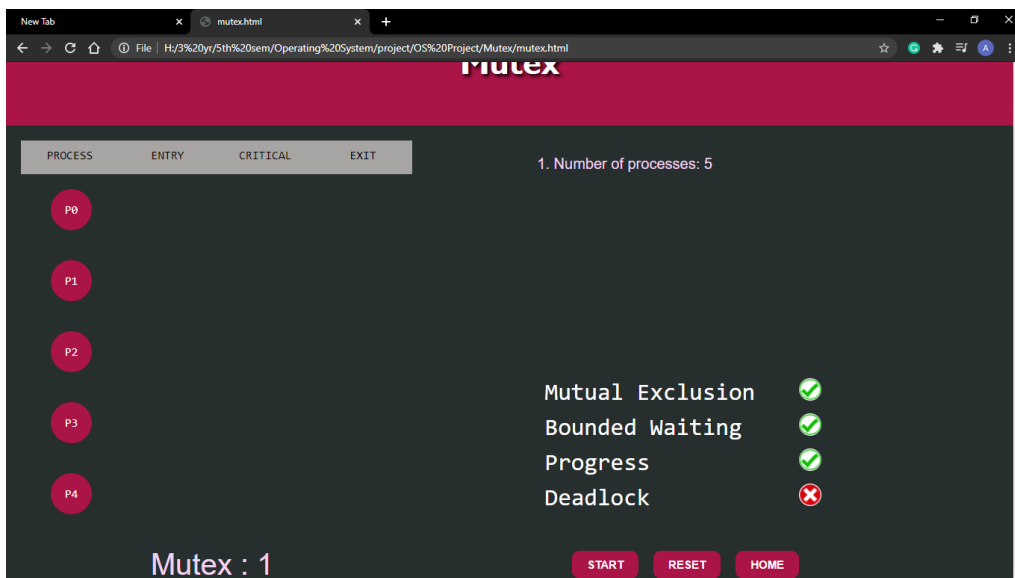 New Tab
mutex.html
File | H:/3%20yr/5th%20sem/Operating%20System/project/OS%20Project/Mutex/mutex.html
A
Mutex
PROCESS ENTRY CRITICAL EXIT
1. Number of processes: 5
P0
P1
P2
P3
P4
Mutual Exclusion
Bounded Waiting
Progress
Deadlock
Mutex : 1
START RESET HOME